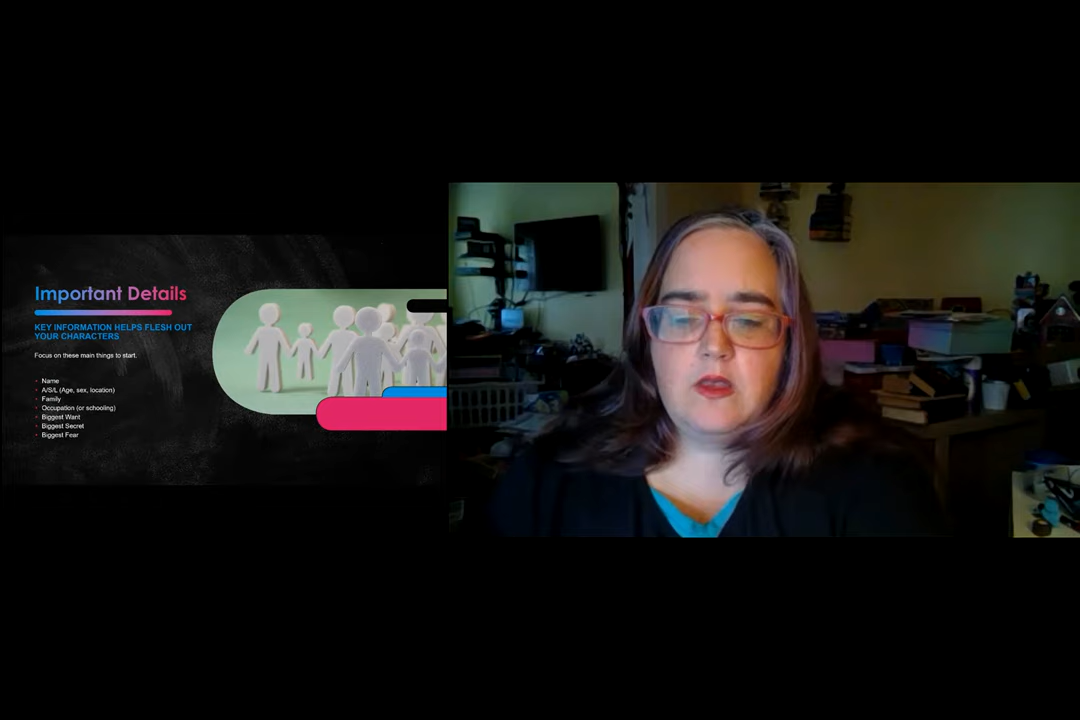 Important Details
KEY INFORMATION HELPS FLESH OUT
YOUR CHARACTERS
Focus on these main things to start.
Name
A/S/L (Age, sex, location)
Family
Occupation (or schooling)
Biggest Want
Biggest Secret
Biggest Fear